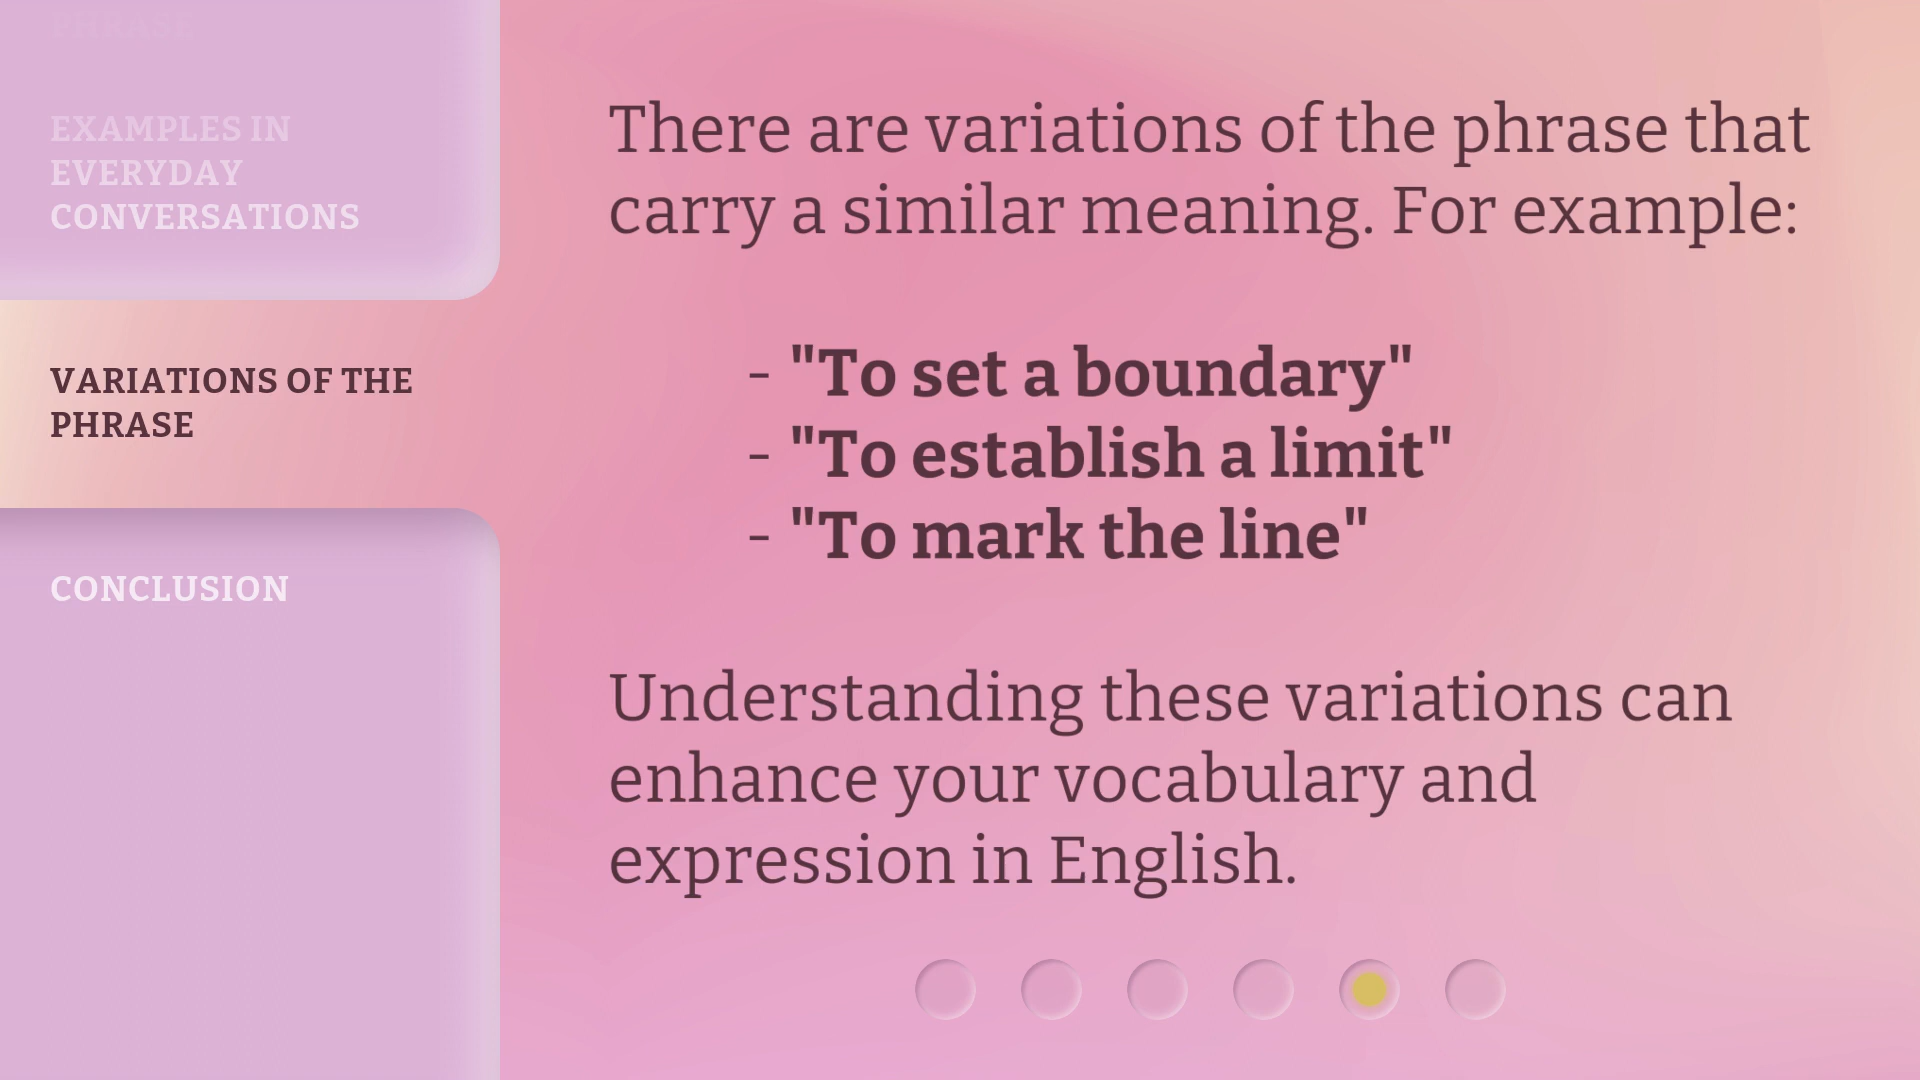 PHRASE
EXAMPLES IN
EVERYDAY
CONVERSATIONS
VARIATIONS OF THE
PHRASE
CONCLUSION
There are variations of the phrase that
carry a similar meaning. For example:
- "To set a boundary"
- "To establish a limit"
- "To mark the line"
Understanding these variations can
enhance your vocabulary and
expression in English.